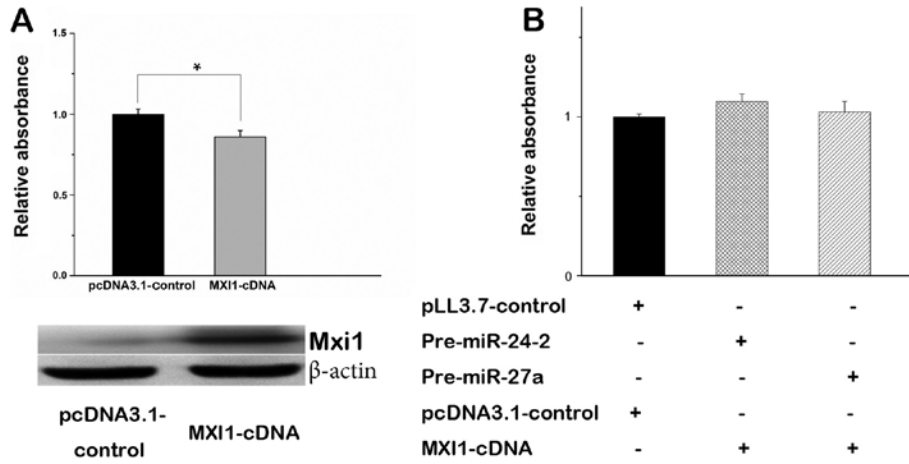 A
Relative absorbance
1.5
*
1.0
0.5
0.0
pcDNA3.1-control MXI1-cDNA
Mxi1
β-actin
pcDNA3.1-
control
MXI1-cDNA
B
Relative absorbance
1
0
pLL3.7-control + - -
Pre-miR-24-2 - + -
Pre-miR-27a - - +
pcDNA3.1-control + - -
MXI1-cDNA - + +